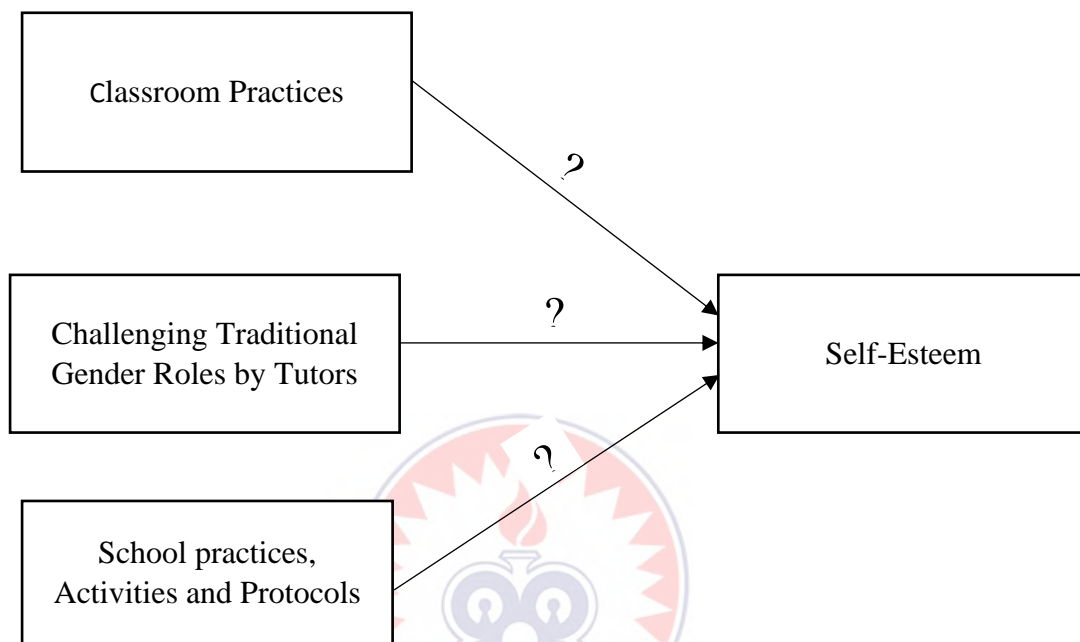 Classroom Practices
?
Challenging Traditional
Gender Roles by Tutors
?
Self-Esteem
?
School practices,
Activities and Protocols